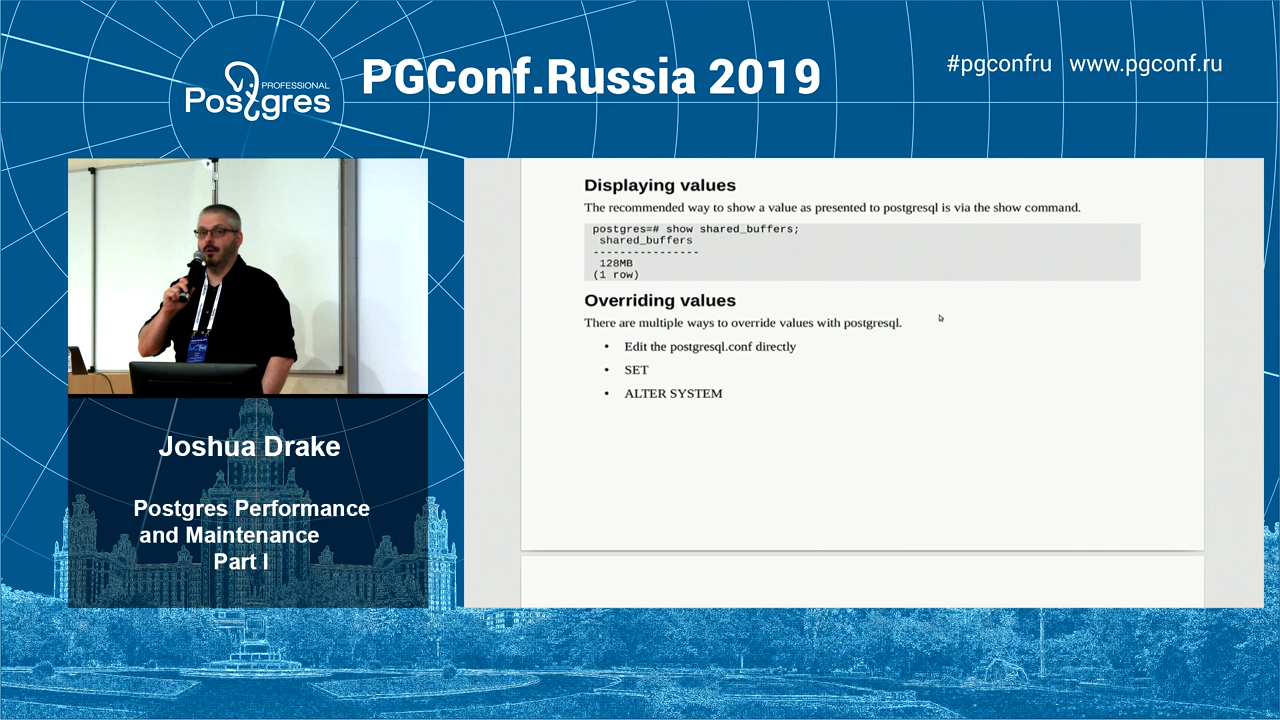 PROFESSIONAL
Postgres
PGConf.Russia 2019
#pgconfru www.pgconf.ru
Displaying values
The recommended way to show a value as presented to postgresql is via the show command.
postgres=# show shared_buffers;
shared_buffers
----------------
128MB
(1 row)
Overriding values
There are multiple ways to override values with postgresql.
• Edit the postgresql.conf directly
• SET
• ALTER SYSTEM
Joshua Drake
Postgres Performance
and Maintenance
Part I